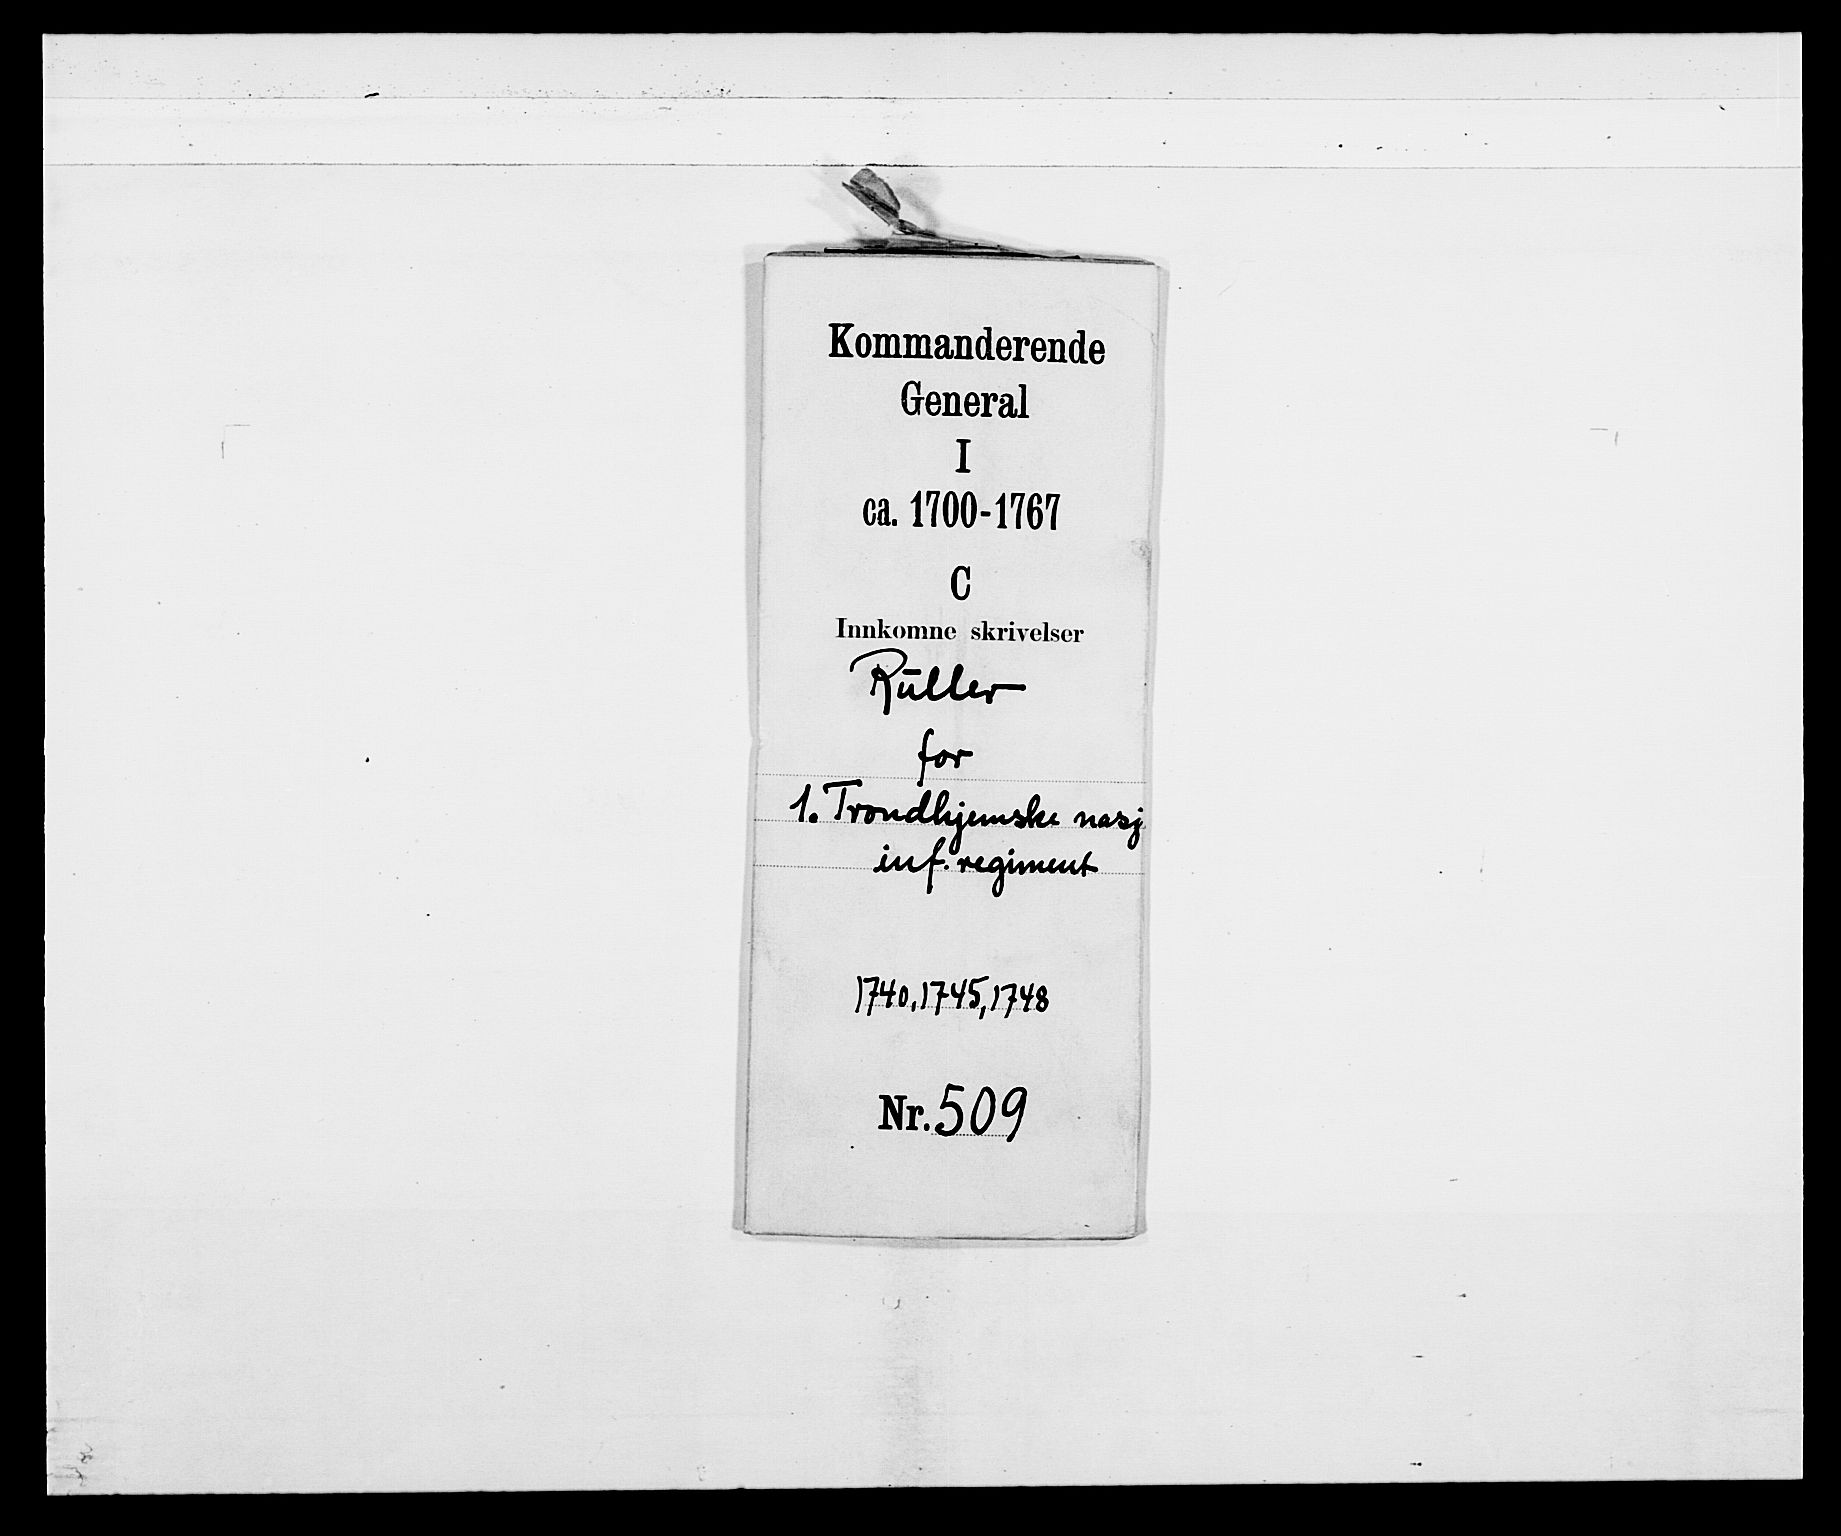 Kommanderende
General
I
ca. 1700-1767
C
Innkomne skrivelser
Ruller
for
1. Trondhjemske nasj
inf. regiment
1740, 1745, 1748
Nr. 509